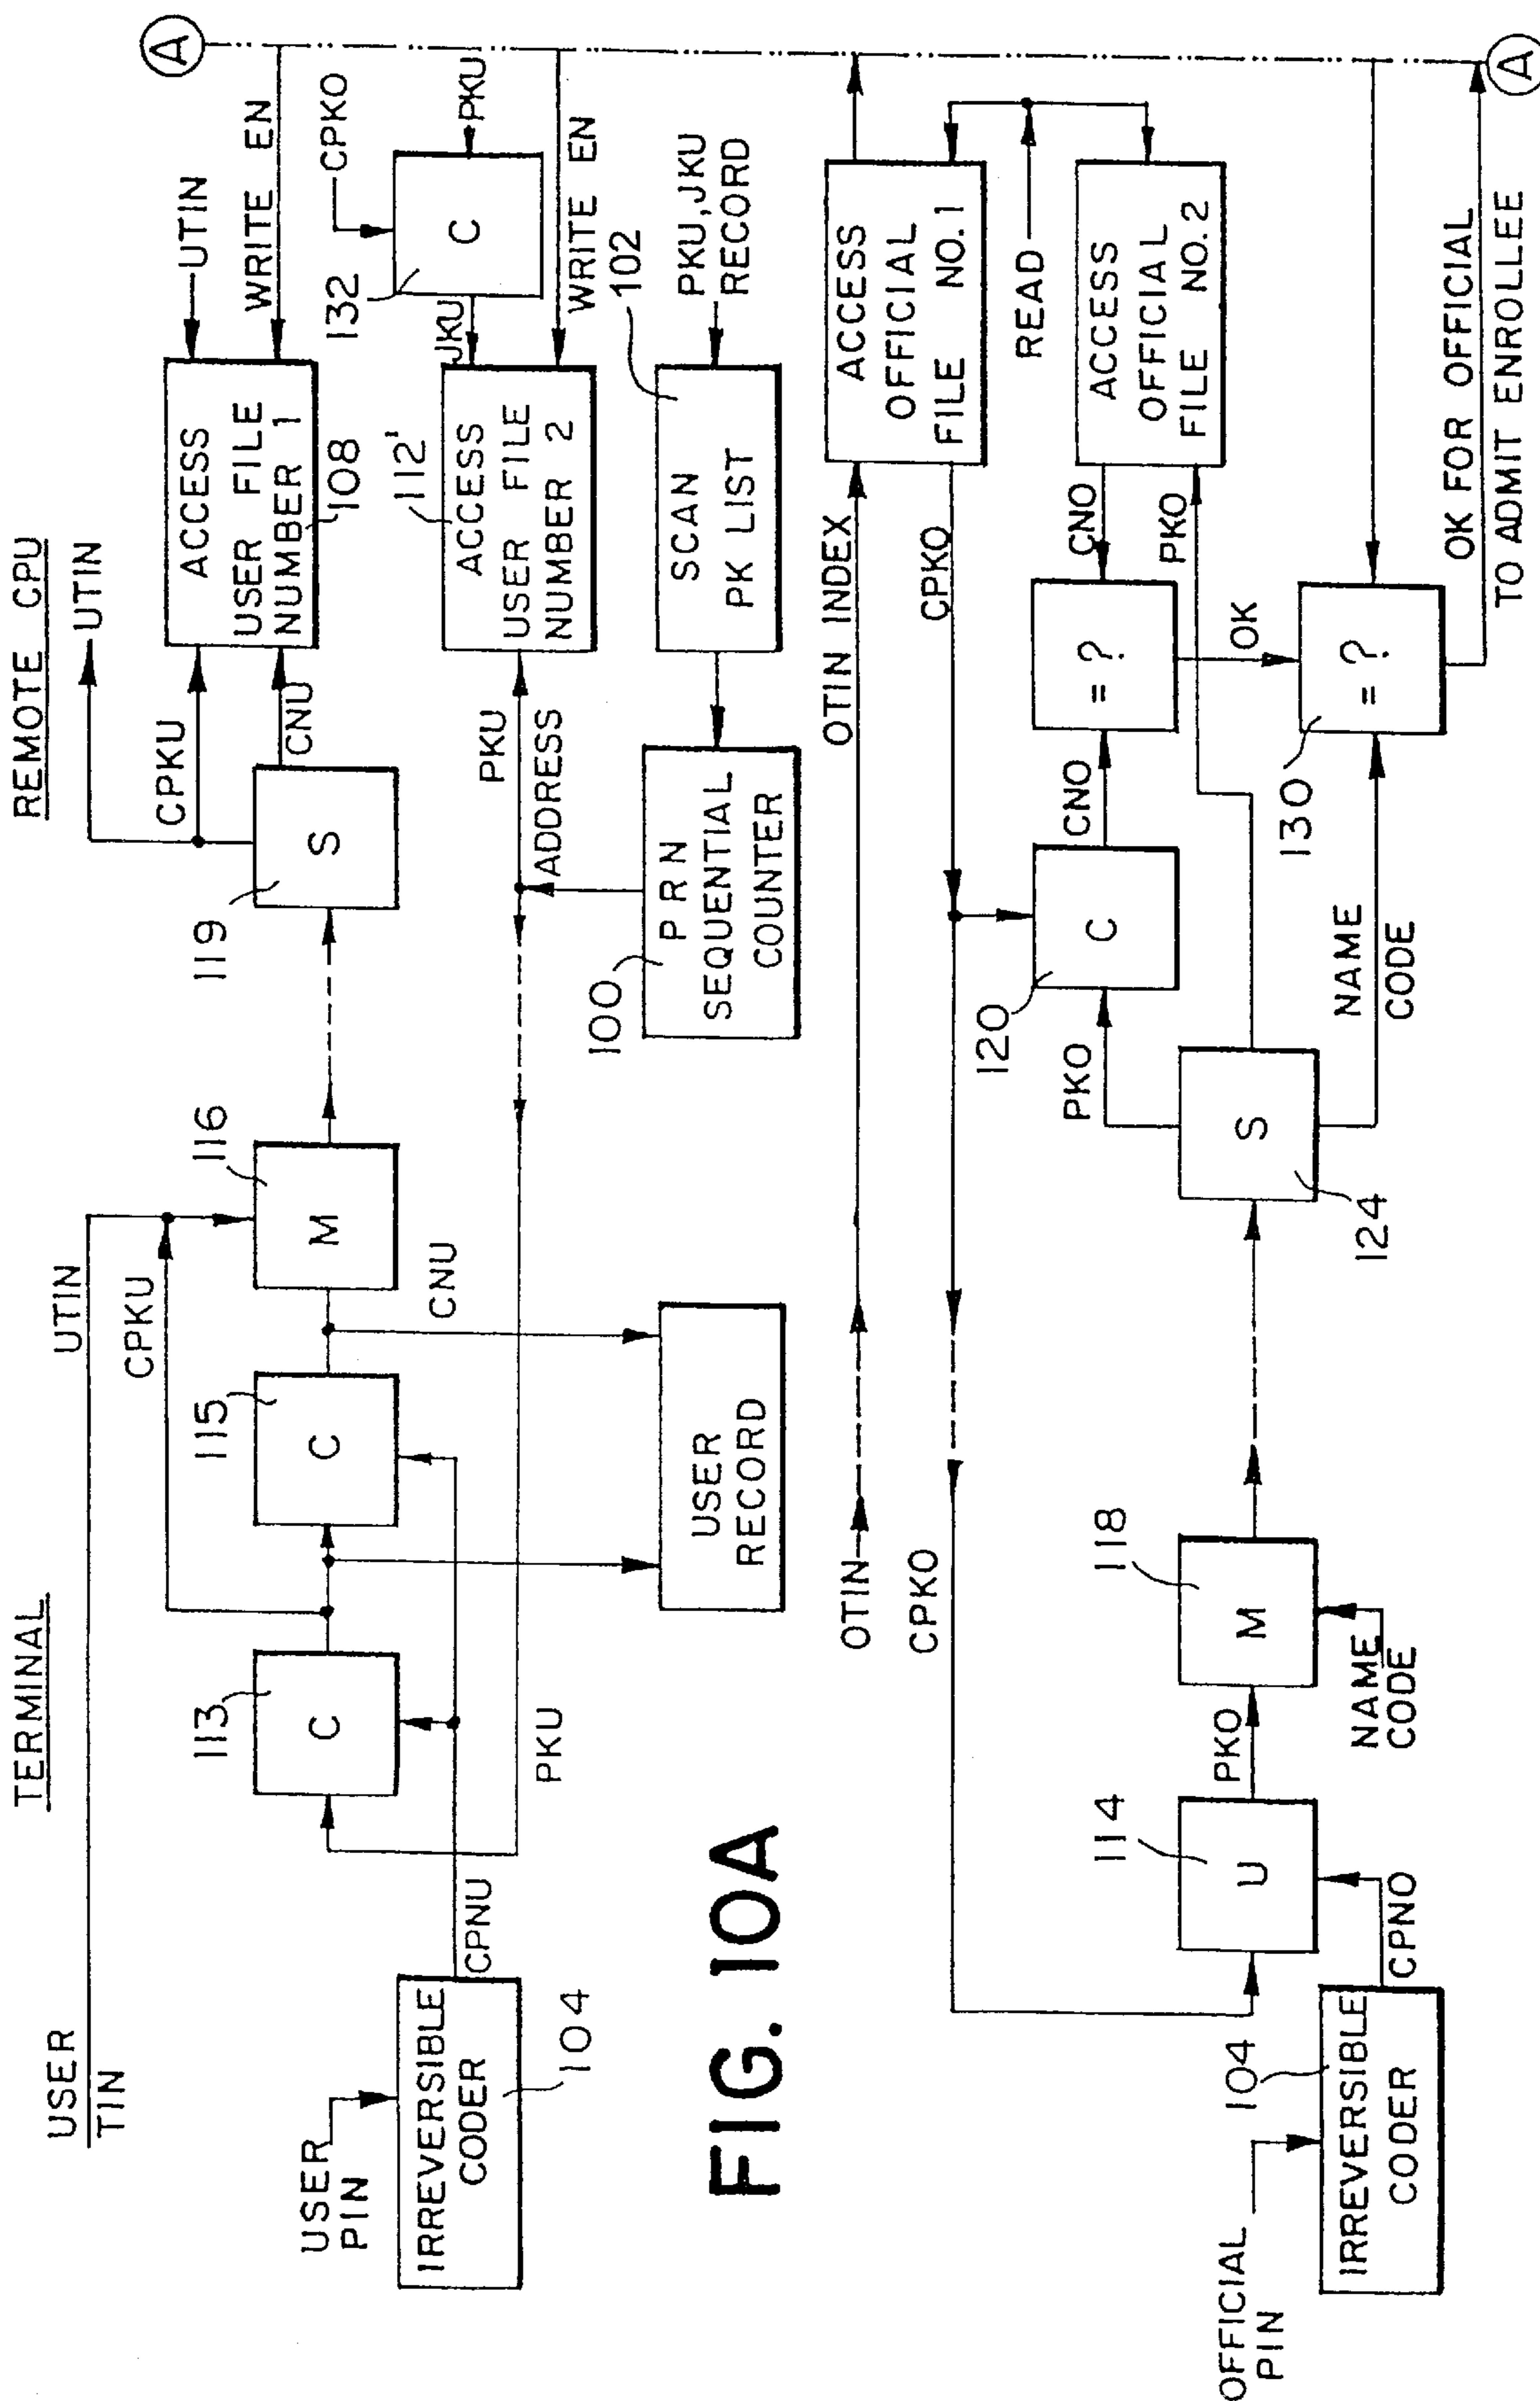 TERMINAL
REMOTE CPU
USER
TIN
UTIN
UTIN
CPKU
CPKU
UTIN
A
WRITE EN
ACCESS
USER FILE
NUMBER 1
108
CNU
CPKO
PKU
C
132
JKU
USER
PIN
IRREVERSIBLE
CODER
104
CPNU
113
C
115
C
116
M
119
S
CNU
112'
ACCESS
USER FILE
NUMBER 2
WRITE EN
PKU
PKU
ADDRESS
USER
RECORD
100
PRN
SEQUENTIAL
COUNTER
SCAN
PK LIST
102
PKU,JKU
RECORD
FIG. 10A
OTIN
OTIN INDEX
ACCESS
OFFICIAL
FILE NO.1
CPKO
CPKO
READ
ACCESS
OFFICIAL
FILE NO.2
CNO
PKO
120
C
CNO
= ?
PKO
OK
OFFICIAL
PIN
104
IRREVERSIBLE
CODER
CPNO
114
U
PKO
118
M
NAME
CODE
124
S
NAME
CODE
130
= ?
OK FOR OFFICIAL
TO ADMIT ENROLLEE
A